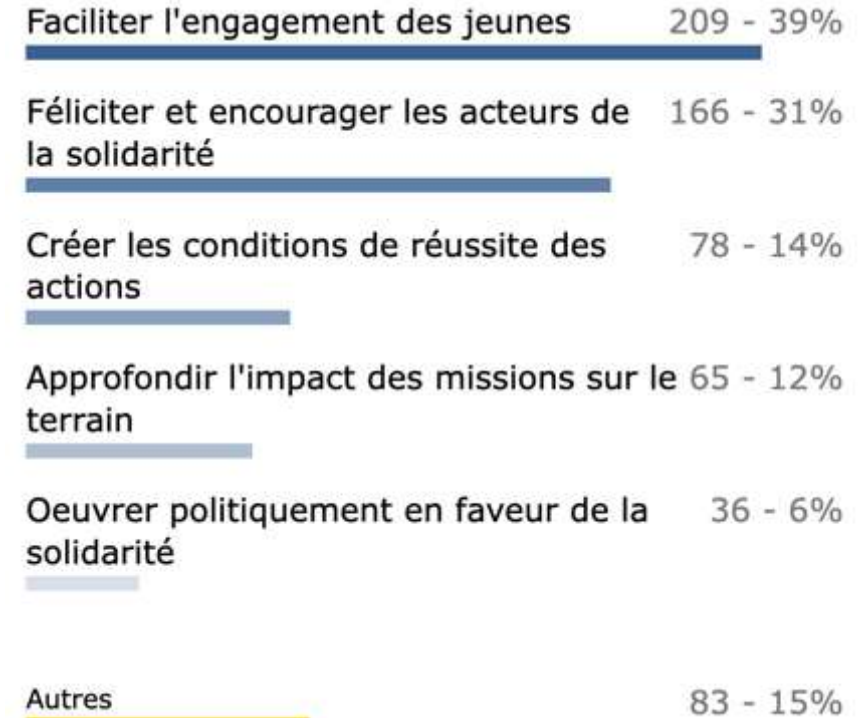 Faciliter l'engagement des jeunes 209 - 39%
Féliciter et encourager les acteurs de 166 - 31%
la solidarité
Créer les conditions de réussite des 78 - 14%
actions
Approfondir l'impact des missions sur le 65 - 12%
terrain
Oeuvrer politiquement en faveur de la 36 - 6%
solidarité
Autres 83 - 15%